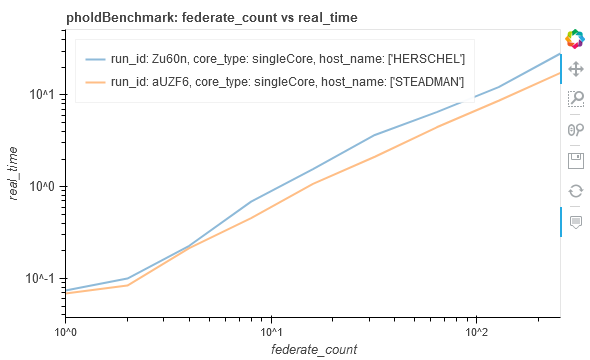 pholdBenchmark: federate_count vs real_time
run_id: Zu60n, core_type: singleCore, host_name: ['HERSCHEL']
run_id: aUZF6, core_type: singleCore, host_name: ['STEADMAN']
real_time
10^1
10^0
10^-1
10^0
10^1
10^2
federate_count